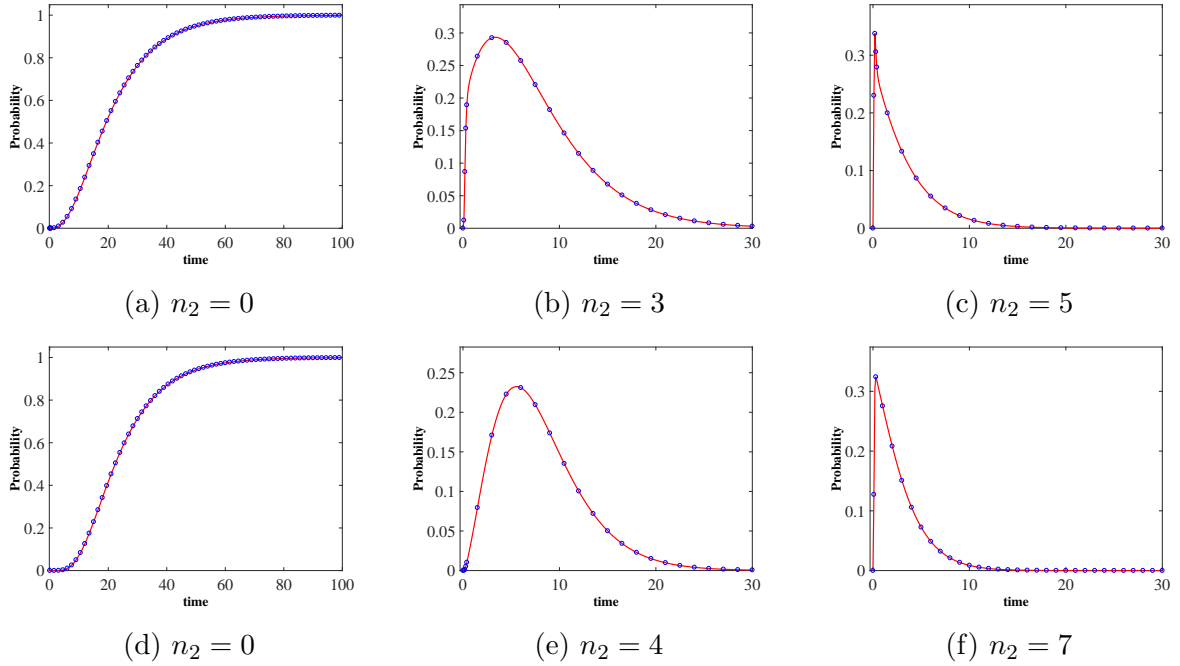 1
0.8
0.6
0.4
0.2
0
Probability
0 20 40 60 80 100
time
(a) n₂ = 0
0.3
0.25
0.2
0.15
0.1
0.05
0
Probability
0 10 20 30
time
(b) n₂ = 3
0.3
0.2
0.1
0
Probability
0 10 20 30
time
(c) n₂ = 5
1
0.8
0.6
0.4
0.2
0
Probability
0 20 40 60 80 100
time
(d) n₂ = 0
0.25
0.2
0.15
0.1
0.05
0
Probability
0 10 20 30
time
(e) n₂ = 4
0.3
0.2
0.1
0
Probability
0 10 20 30
time
(f) n₂ = 7